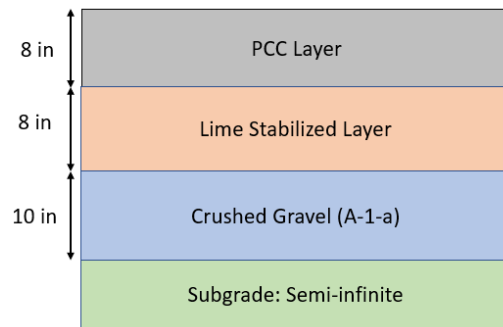 8 in
PCC Layer
8 in
Lime Stabilized Layer
10 in
Crushed Gravel (A-1-a)
Subgrade: Semi-infinite